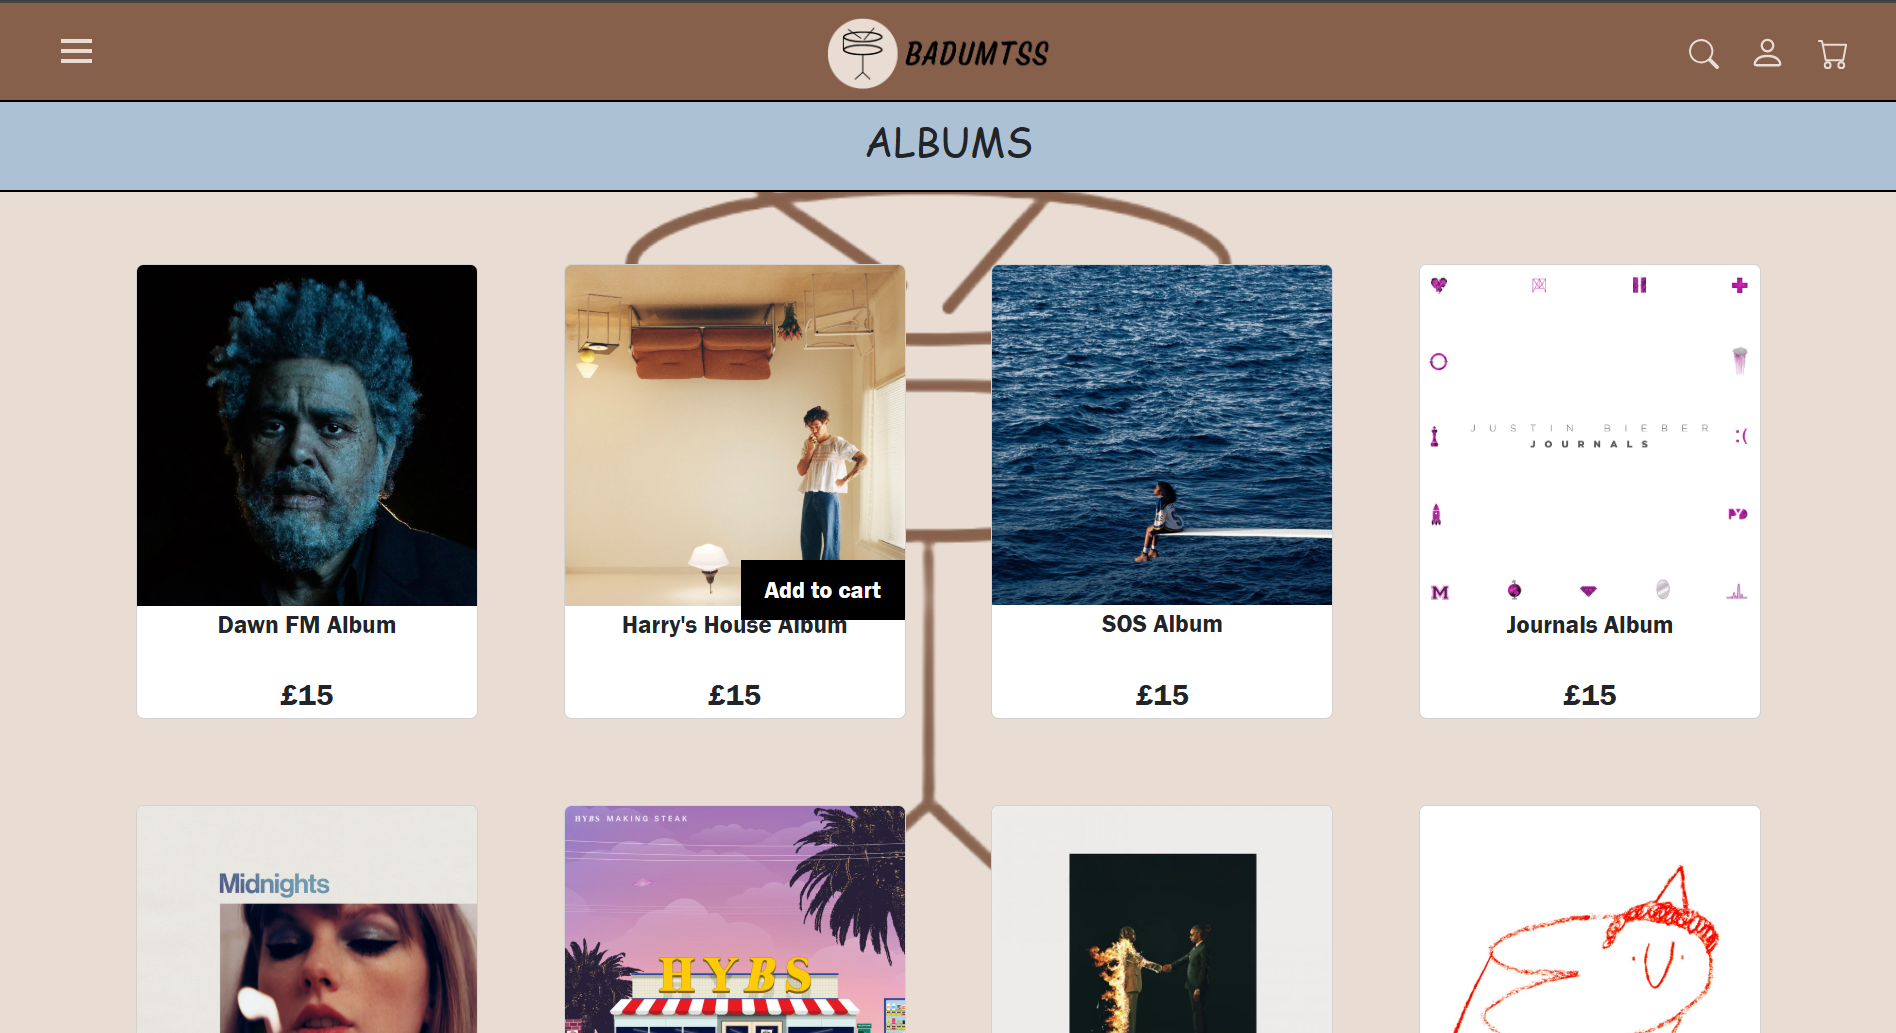 BADUMTSS
ALBUMS
JUSTIN BIEBER
JOURNALS
:(
M
Add to cart
Dawn FM Album
Harry's House Album
SOS Album
Journals Album
£15
£15
£15
£15
HYBS MAKING STEAK
Midnights
HYBS